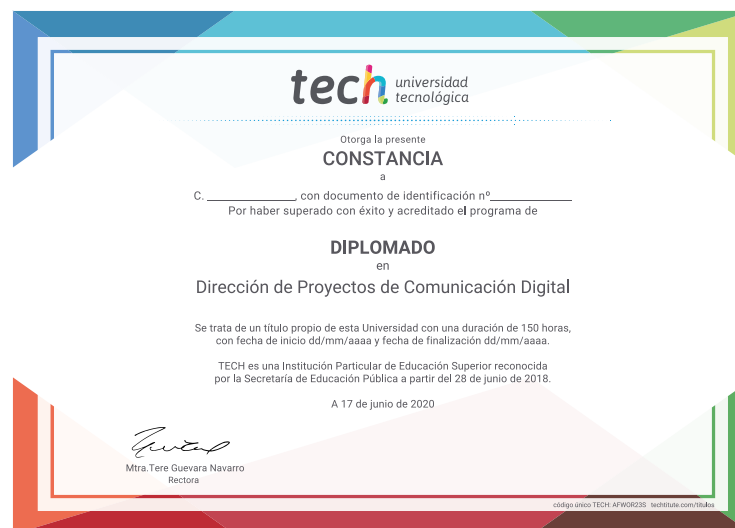 tech universidad
tecnológica
Otorga la presente
CONSTANCIA
a
C. ____________, con documento de identificación nº___________
Por haber superado con éxito y acreditado el programa de
DIPLOMADO
en
Dirección de Proyectos de Comunicación Digital
Se trata de un título propio de esta Universidad con una duración de 150 horas,
con fecha de inicio dd/mm/aaaa y fecha de finalización dd/mm/aaaa.
TECH es una Institución Particular de Educación Superior reconocida
por la Secretaría de Educación Pública a partir del 28 de junio de 2018.
A 17 de junio de 2020
Mtra.Tere Guevara Navarro
Rectora
código único TECH: AFWOR23S techtitute.com/titulos